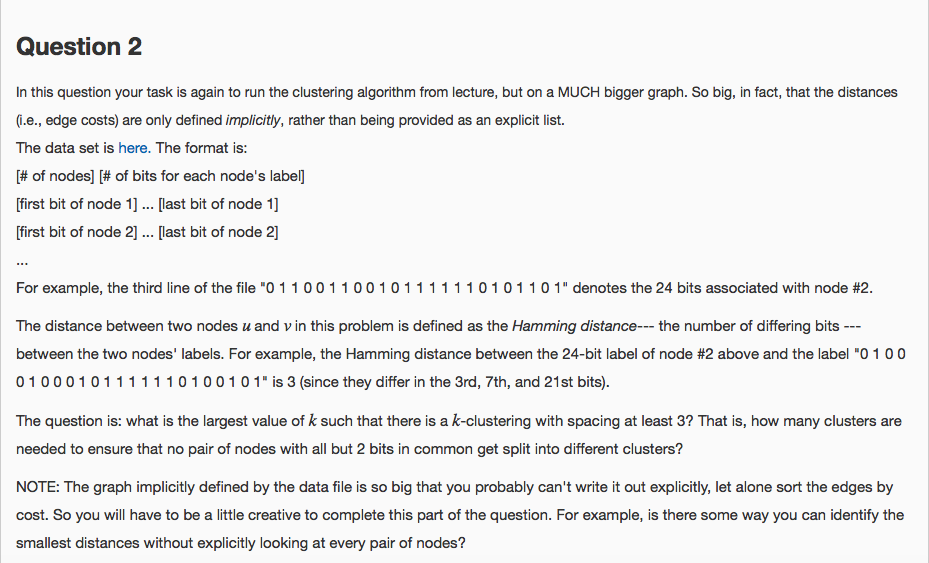 Question 2
In this question your task is again to run the clustering algorithm from lecture, but on a MUCH bigger graph. So big, in fact, that the distances
(i.e., edge costs) are only defined implicitly, rather than being provided as an explicit list.
The data set is here. The format is:
[# of nodes] [# of bits for each node's label]
[first bit of node 1] ... [last bit of node 1]
[first bit of node 2] ... [last bit of node 2]
...
For example, the third line of the file "0 1 1 0 0 1 1 0 0 1 0 1 1 1 1 1 1 0 1 0 1 1 0 1" denotes the 24 bits associated with node #2.
The distance between two nodes u and v in this problem is defined as the Hamming distance--- the number of differing bits ---
between the two nodes' labels. For example, the Hamming distance between the 24-bit label of node #2 above and the label "0 1 0 0
0 1 0 0 0 1 0 1 1 1 1 1 1 0 1 0 0 1 0 1" is 3 (since they differ in the 3rd, 7th, and 21st bits).
The question is: what is the largest value of k such that there is a k-clustering with spacing at least 3? That is, how many clusters are
needed to ensure that no pair of nodes with all but 2 bits in common get split into different clusters?
NOTE: The graph implicitly defined by the data file is so big that you probably can't write it out explicitly, let alone sort the edges by
cost. So you will have to be a little creative to complete this part of the question. For example, is there some way you can identify the
smallest distances without explicitly looking at every pair of nodes?